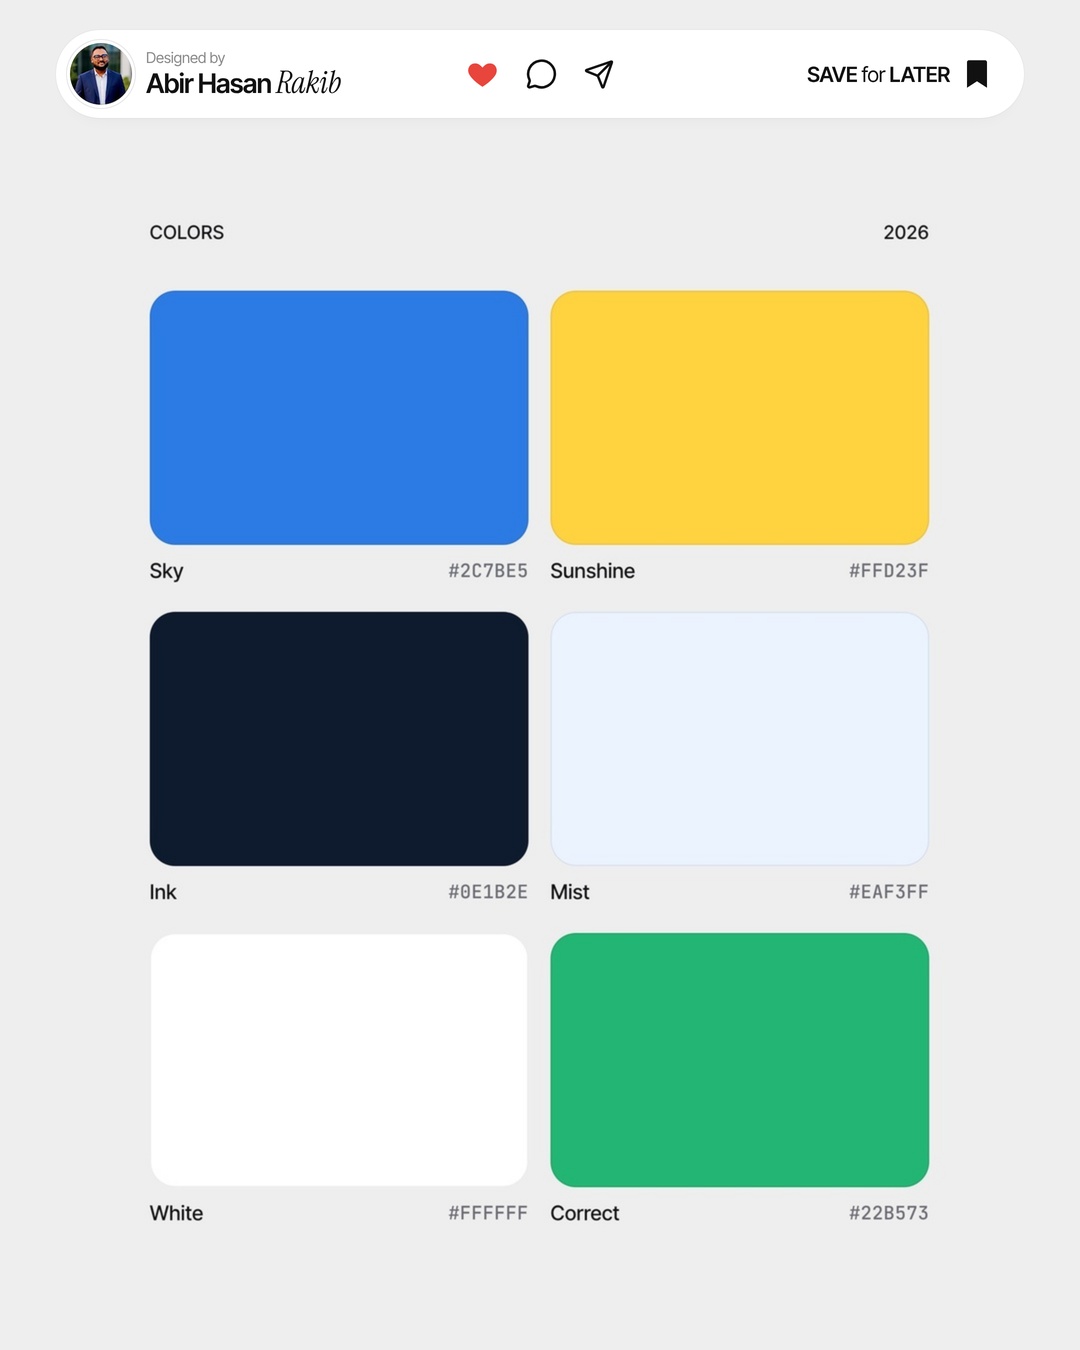 Designed by
Abir Hasan Rakib
SAVE for LATER
COLORS 2026
Sky #2C7BE5 Sunshine #FFD23F
Ink #0E1B2E Mist #EAF3FF
White #FFFFFF Correct #22B573